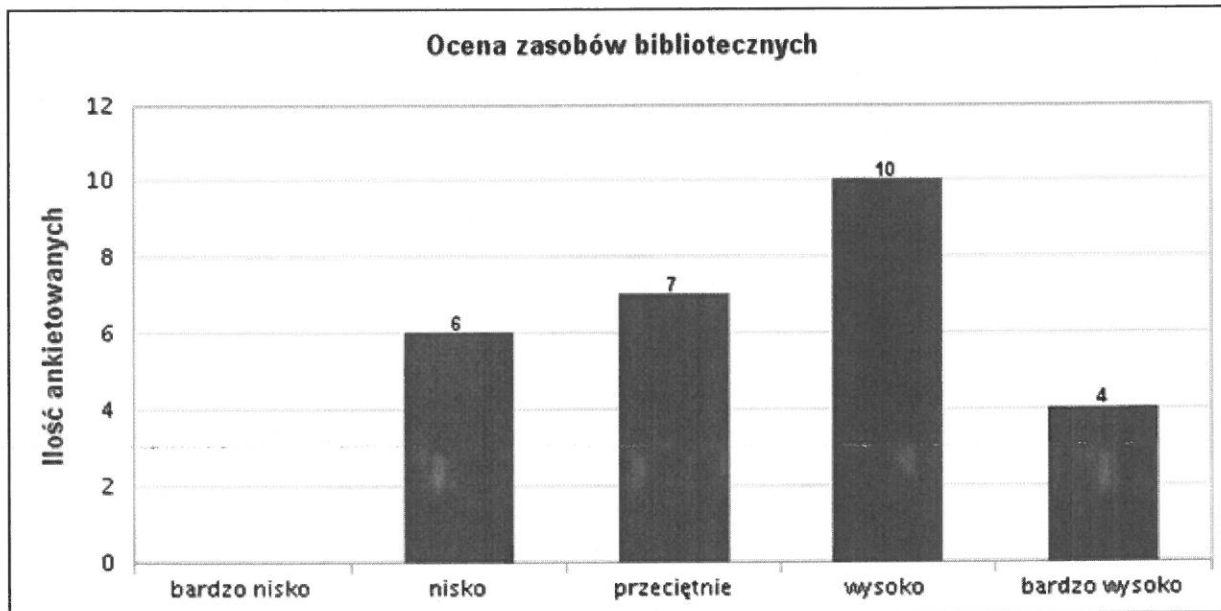 Ocena zasobów bibliotecznych
Ilość ankietowanych
12
10
8
6
4
2
0
6
7
10
4
bardzo nisko
nisko
przeciętnie
wysoko
bardzo wysoko